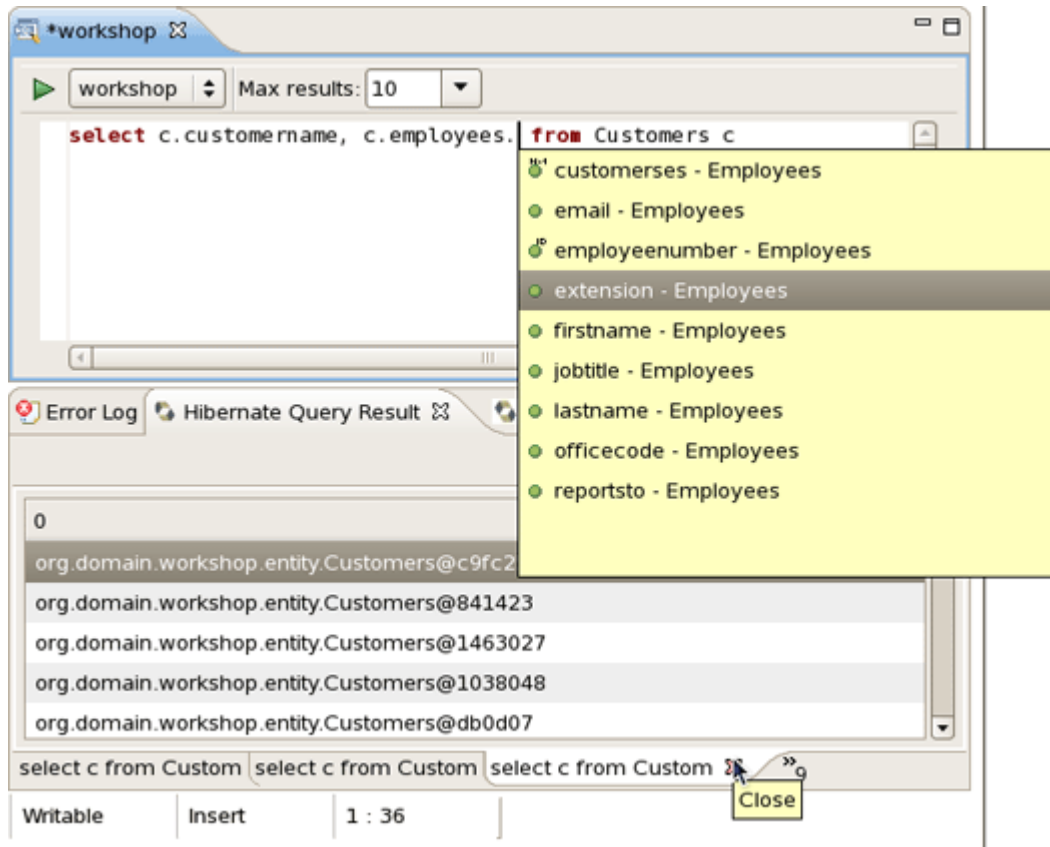 *workshop
workshop Max results: 10
select c.customername, c.employees. from Customers c
customerses - Employees
email - Employees
employeenumber - Employees
extension - Employees
firstname - Employees
jobtitle - Employees
lastname - Employees
officecode - Employees
reportsto - Employees
Error Log Hibernate Query Result
0
org.domain.workshop.entity.Customers@c9fc2
org.domain.workshop.entity.Customers@841423
org.domain.workshop.entity.Customers@1463027
org.domain.workshop.entity.Customers@1038048
org.domain.workshop.entity.Customers@db0d07
select c from Custom select c from Custom select c from Custom »9
Close
Writable Insert 1 : 36